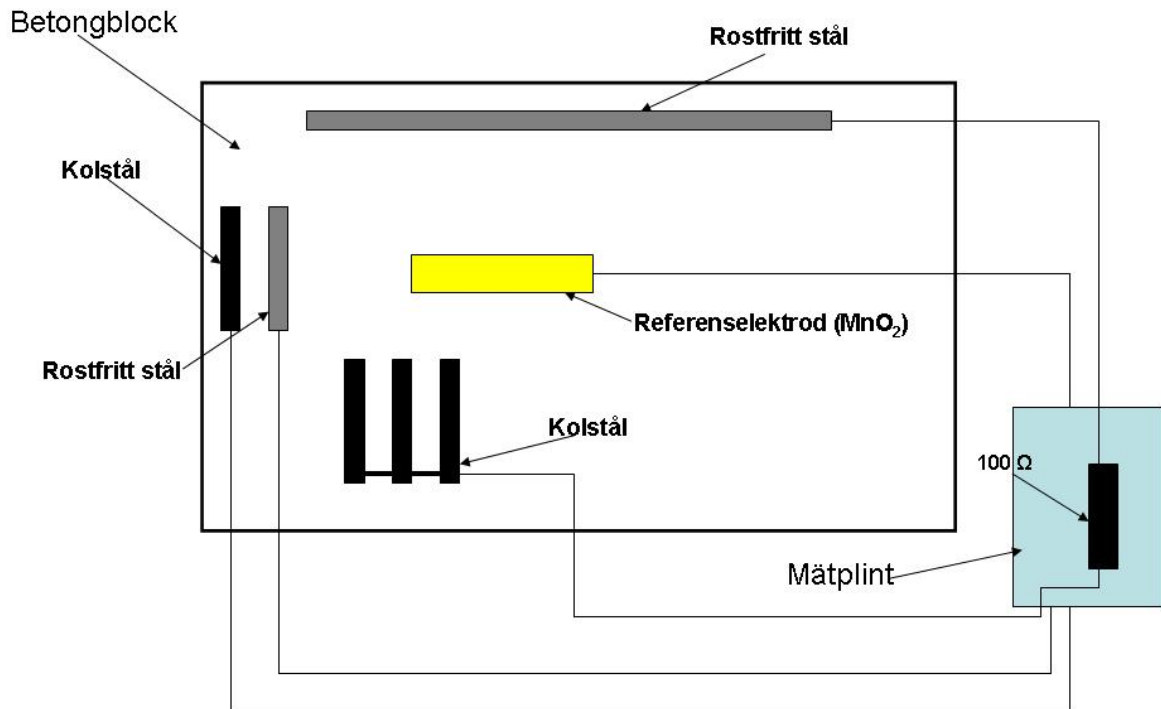 Betongblock
Rostfritt stål
Kolstål
Referenselektrod (MnO₂)
Rostfritt stål
Kolstål
100 Ω
Mätplint